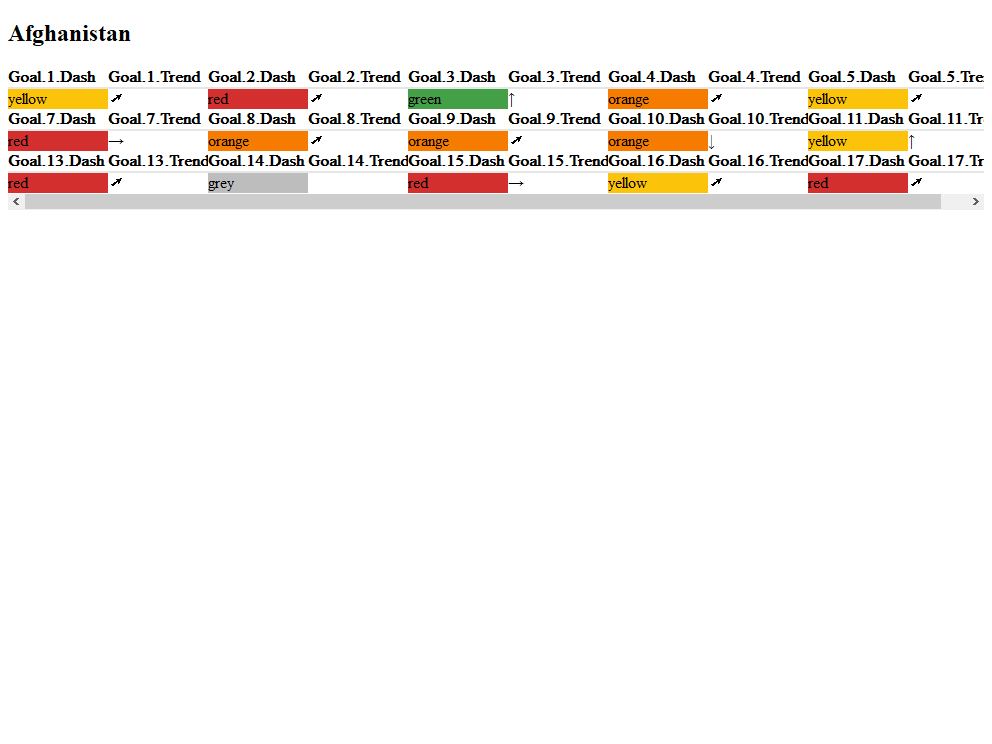 Afghanistan
Goal.1.Dash Goal.1.Trend Goal.2.Dash Goal.2.Trend Goal.3.Dash Goal.3.Trend Goal.4.Dash Goal.4.Trend Goal.5.Dash Goal.5.Tre
yellow ↗ red ↗ green ↑ orange ↗ yellow ↗
Goal.7.Dash Goal.7.Trend Goal.8.Dash Goal.8.Trend Goal.9.Dash Goal.9.Trend Goal.10.Dash Goal.10.Trend Goal.11.Dash Goal.11.Tr
red → orange ↗ orange ↗ orange ↓ yellow ↑
Goal.13.Dash Goal.13.Trend Goal.14.Dash Goal.14.Trend Goal.15.Dash Goal.15.Trend Goal.16.Dash Goal.16.Trend Goal.17.Dash Goal.17.Tr
red ↗ grey red → yellow ↗ red ↗